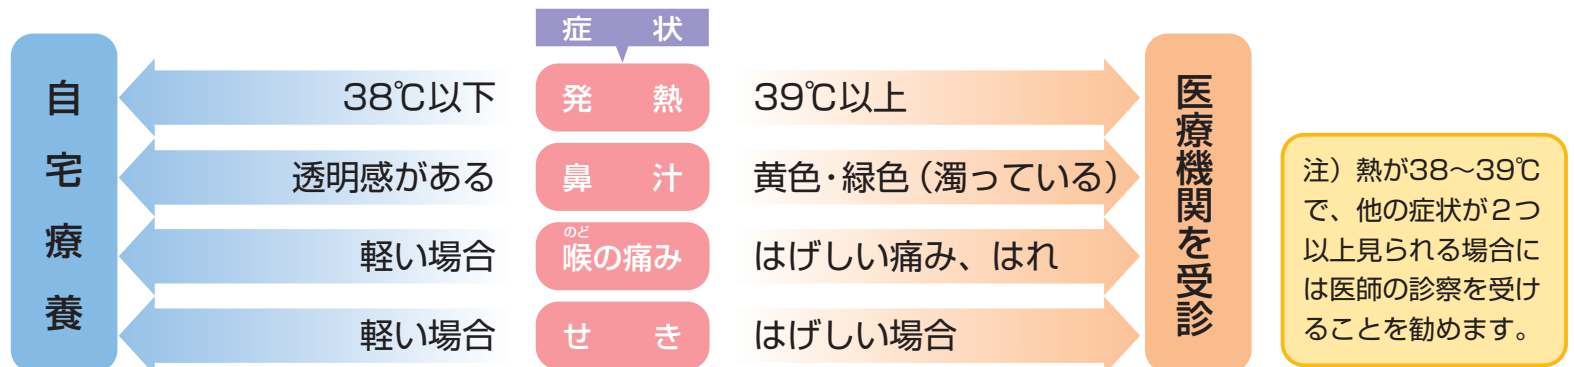 症状
自宅療養
38℃以下
発熱
39℃以上
透明感がある
鼻汁
黄色・緑色（濁っている）
軽い場合
のど
喉の痛み
はげしい痛み、はれ
軽い場合
せき
はげしい場合
医療機関を受診
注）熱が38～39℃
で、他の症状が２つ
以上見られる場合に
は医師の診察を受け
ることを勧めます。